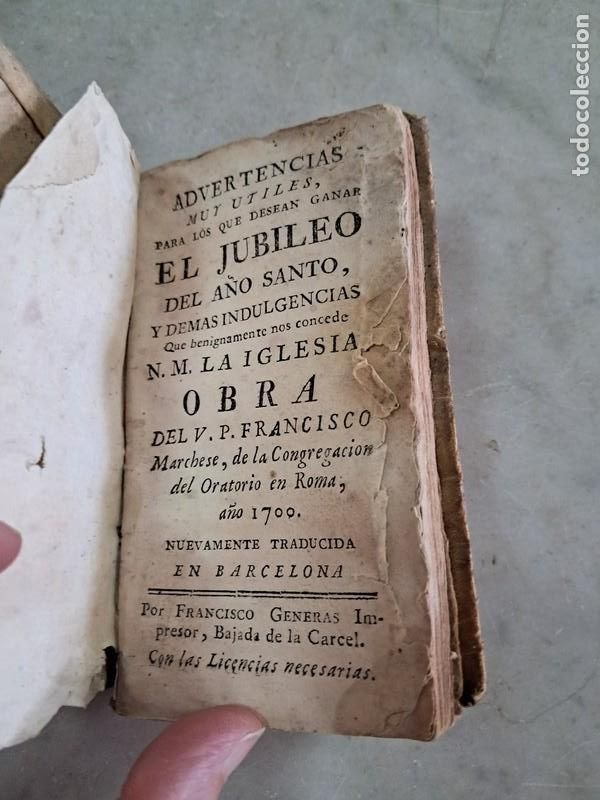 ADVERTENCIAS
MUY UTILES,
PARA LOS QUE DESEAN GANAR
EL JUBILEO
DEL AÑO SANTO,
Y DEMAS INDULGENCIAS
Que benignamente nos concede
N. M. LA IGLESIA
OBRA
DEL V. P. FRANCISCO
Marchese, de la Congregacion
del Oratorio en Roma,
año 1700.
NUEVAMENTE TRADUCIDA
EN BARCELONA
Por FRANCISCO GENERAS Im-
presor, Bajada de la Carcel.
Con las Licencias necesarias.
todocoleccion